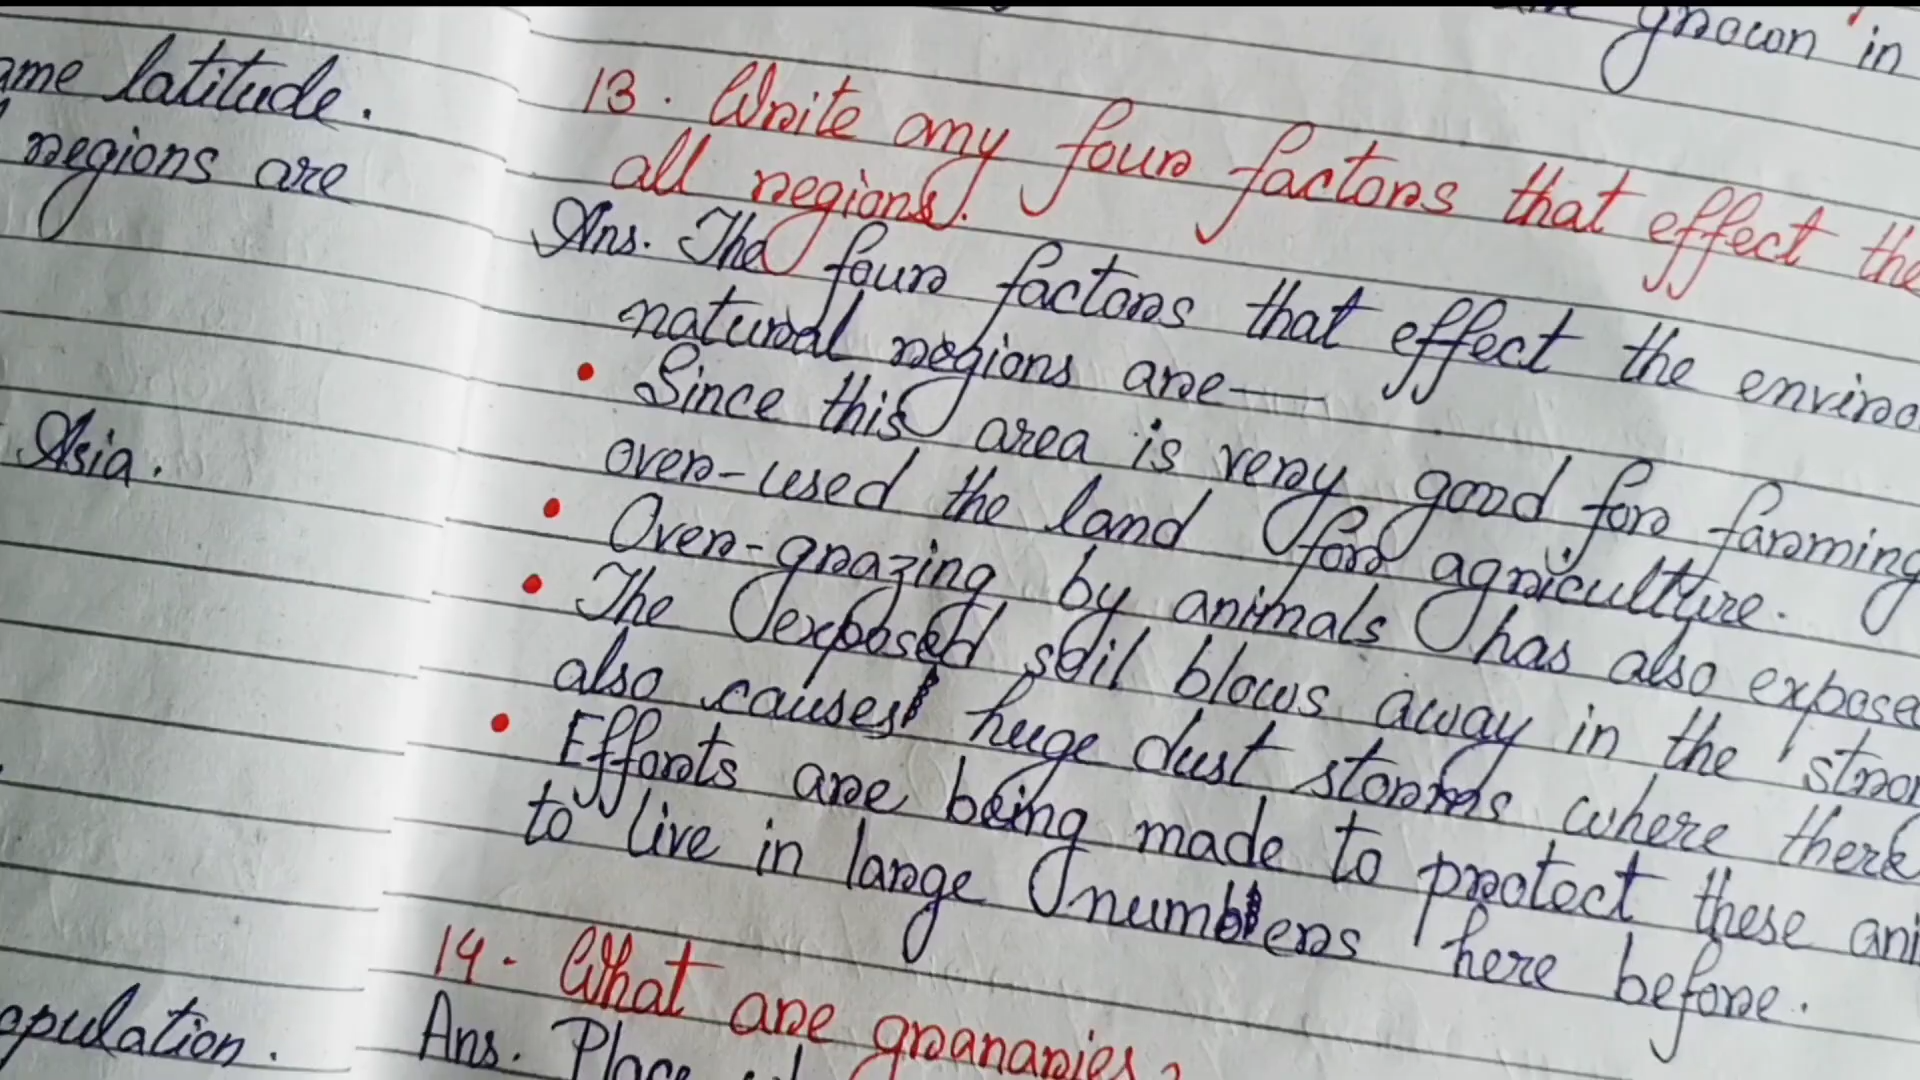 grown in
ame latitude.
regions are
Asia.
opulation.
13. Write any four factors that effect the
all regions.
Ans. The four factors that effect the enviro
natural regions are—
• Since this area is very good for farming
over-used the land for agriculture.
• Over-grazing by animals has also expose
• The exposed soil blows away in the stron
also causes huge dust storms where there
• Efforts are being made to protect these ani
to live in large numbers here before.
14. What are granaries?
Ans. Place